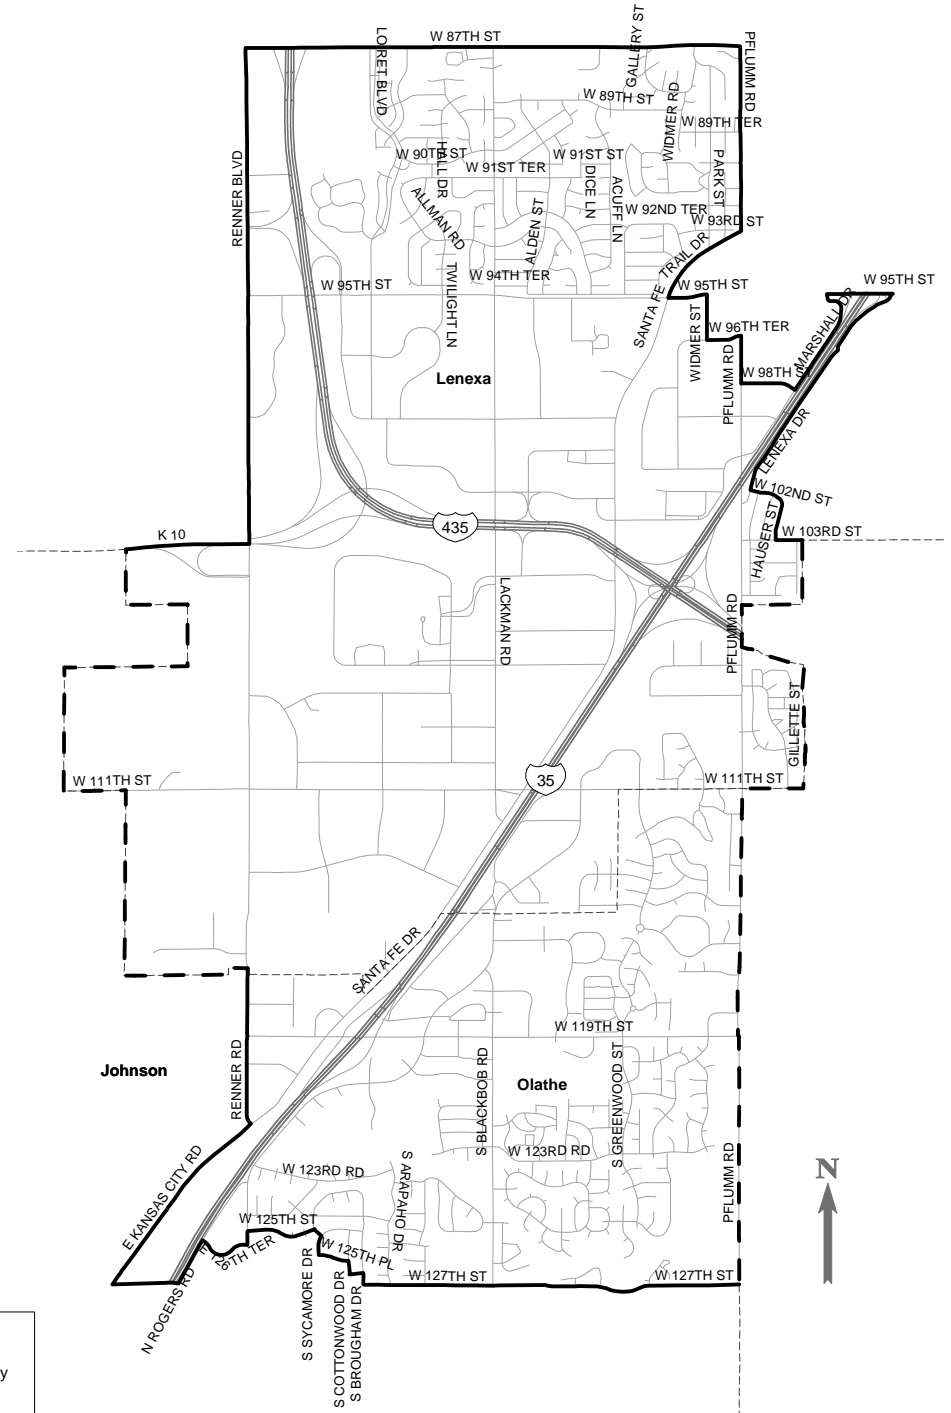 GALLERY ST
LORET BLVD
W 87TH ST
PFLUMM RD
W 89TH ST
WIDMER RD
W 89TH TER
RENNER BLVD
HALL DR
W 90TH ST
W 91ST TER
W 91ST ST
PARK ST
DICE LN
ACUFF LN
ALLMAN RD
ALDEN ST
W 92ND TER
W 93RD ST
SANTA FE TRAIL DR
TWILIGHT LN
W 94TH TER
W 95TH ST
W 95TH ST
W 95TH ST
MARSHALL DR
WIDMER ST
W 96TH TER
PFLUMM RD
W 98TH ST
Lenexa
LENEXA DR
W 102ND ST
HAUSER ST
W 103RD ST
K 10
435
LACKMAN RD
PFLUMM RD
GILLETTE ST
W 111TH ST
35
W 111TH ST
SANTA FE DR
W 119TH ST
Johnson
RENNER RD
S BLACKBOB RD
Olathe
S GREENWOOD ST
E KANSAS CITY RD
W 123RD RD
S ARAPAHO DR
W 123RD RD
PFLUMM RD
N
W 125TH ST
E 126TH TER
W 125TH PL
W 127TH ST
W 127TH ST
N ROGERS RD
S SYCAMORE DR
S COTTONWOOD DR
S BROUGHAM DR
y